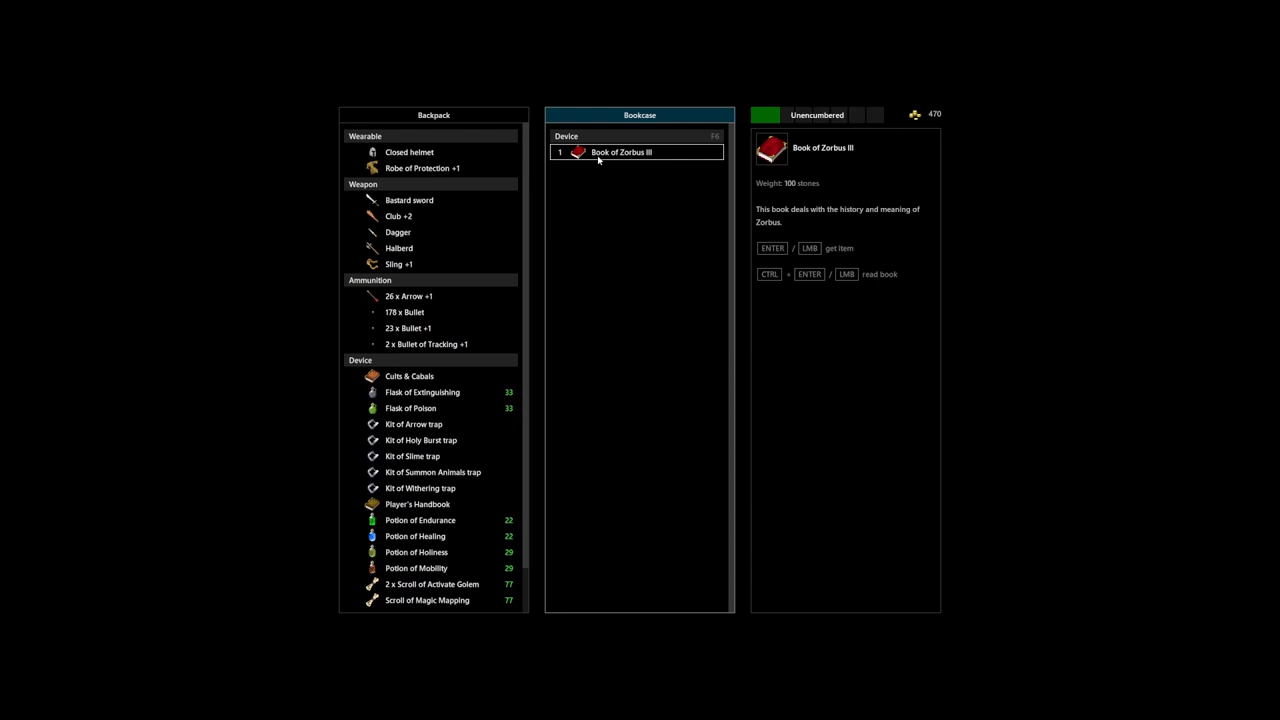 Backpack
Wearable
Closed helmet
Robe of Protection +1
Weapon
Bastard sword
Club +2
Dagger
Halberd
Sling +1
Ammunition
26 x Arrow +1
178 x Bullet
23 x Bullet +1
2 x Bullet of Tracking +1
Device
Cults & Cabals
Flask of Extinguishing 33
Flask of Poison 33
Kit of Arrow trap
Kit of Holy Burst trap
Kit of Slime trap
Kit of Summon Animals trap
Kit of Withering trap
Player's Handbook
Potion of Endurance 22
Potion of Healing 22
Potion of Holiness 29
Potion of Mobility 29
2 x Scroll of Activate Golem 77
Scroll of Magic Mapping 77
Bookcase
Device F6
1 Book of Zorbus III
Unencumbered 470
Book of Zorbus III
Weight: 100 stones
This book deals with the history and meaning of
Zorbus.
ENTER / LMB get item
CTRL + ENTER / LMB read book